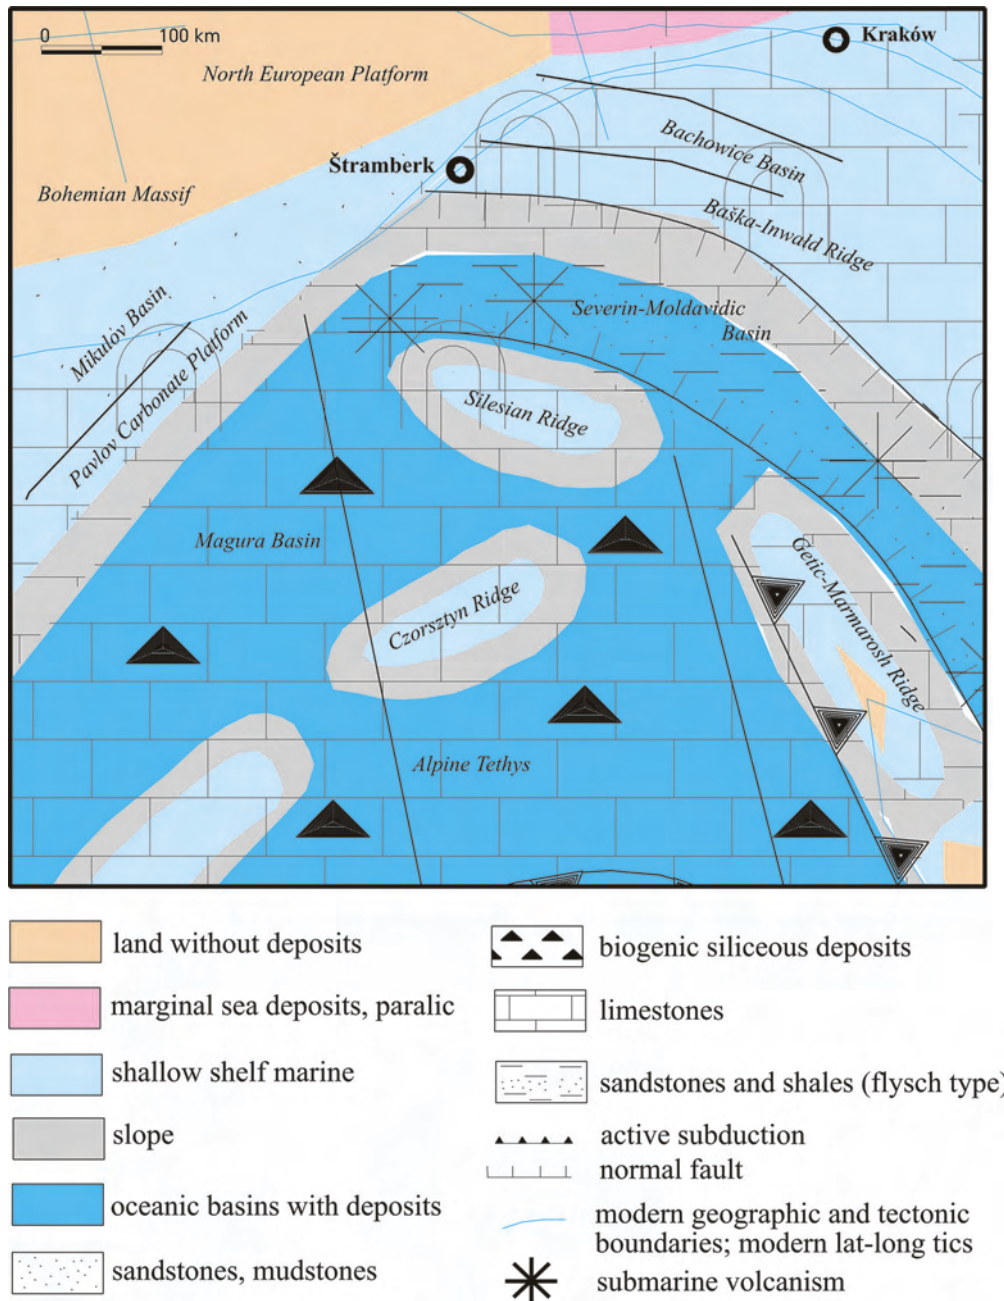 0 100 km
Kraków
North European Platform
Bachowice Basin
Štramberk
Bohemian Massif
Baška-Inwałd Ridge
Mikulov Basin
Severin-Moldavidic
Basin
Pavlov Carbonate Platform
Silesian Ridge
Magura Basin
Getic-Marmarosh Ridge
Czorsztyn Ridge
Alpine Tethys
land without deposits
marginal sea deposits, paralic
shallow shelf marine
slope
oceanic basins with deposits
sandstones, mudstones
biogenic siliceous deposits
limestones
sandstones and shales (flysch type)
active subduction
normal fault
modern geographic and tectonic
boundaries; modern lat-long tics
submarine volcanism